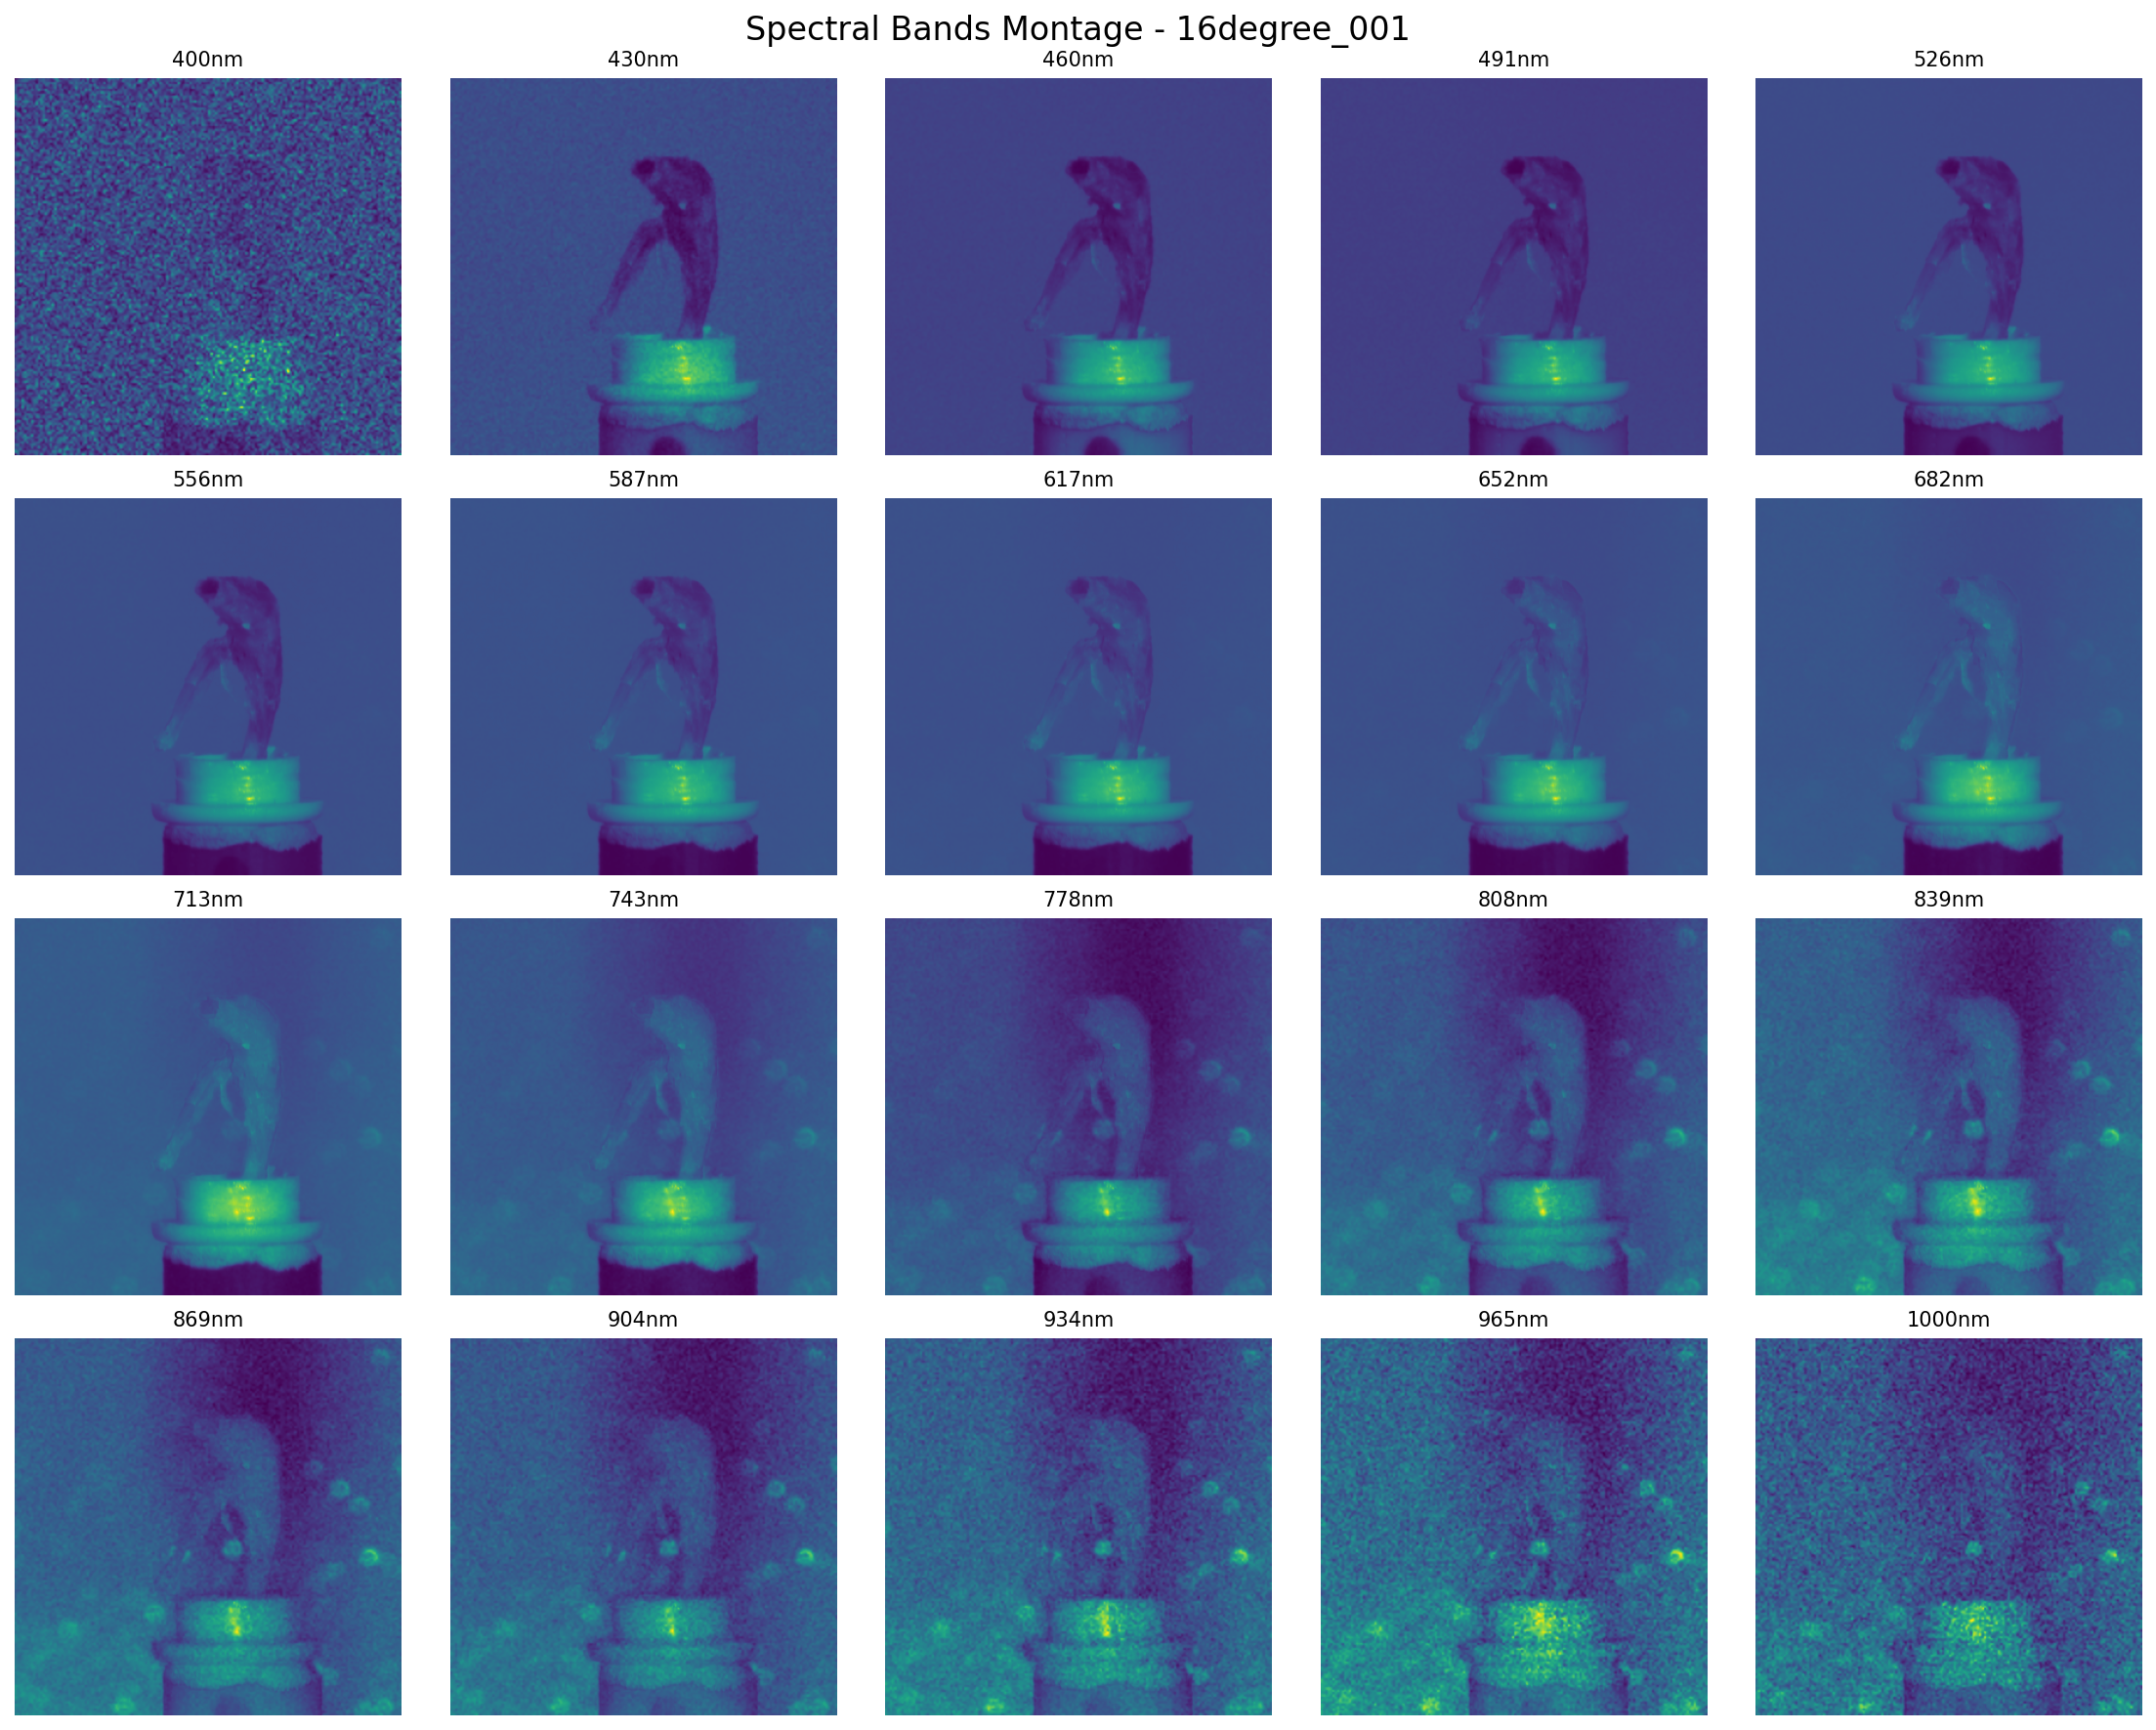 Spectral Bands Montage - 16degree_001
400nm 430nm 460nm 491nm 526nm
556nm 587nm 617nm 652nm 682nm
713nm 743nm 778nm 808nm 839nm
869nm 904nm 934nm 965nm 1000nm